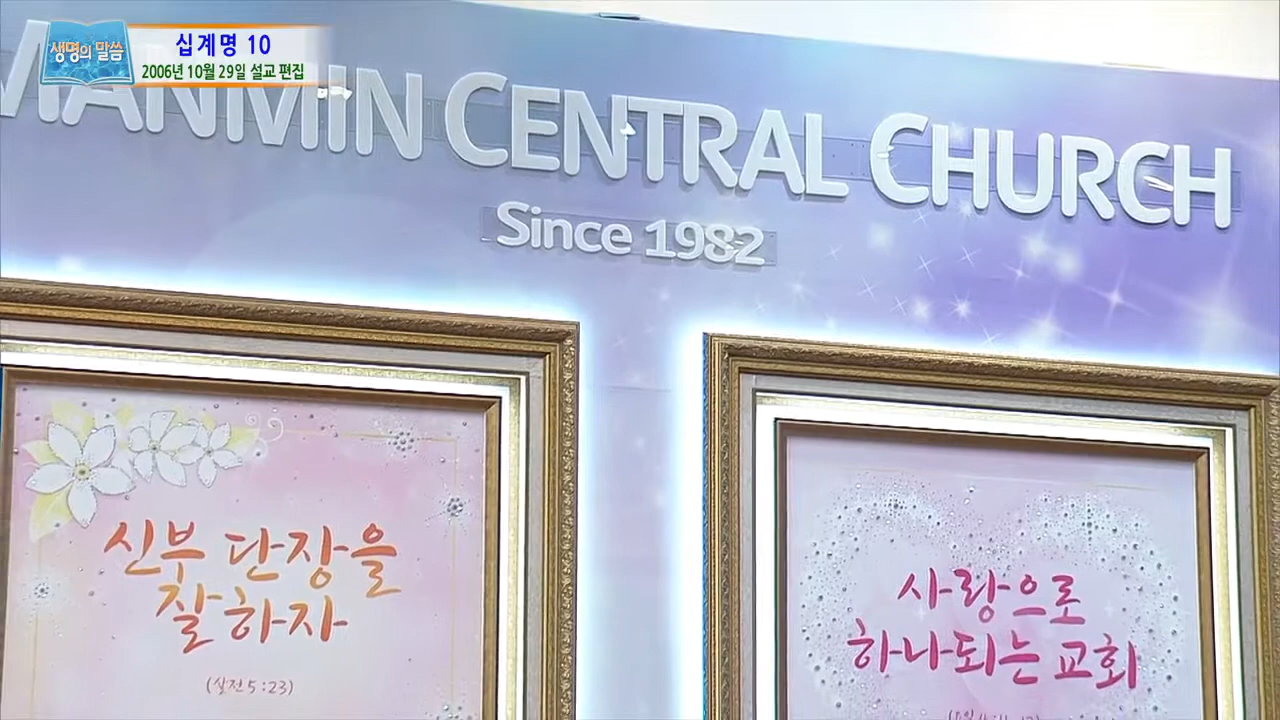 생명의 말씀
십계명 10
2006년 10월 29일 설교 편집
MANMIN CENTRAL CHURCH
Since 1982
신부 단장을
잘 하자
(살전 5:23)
사랑으로
하나되는 교회